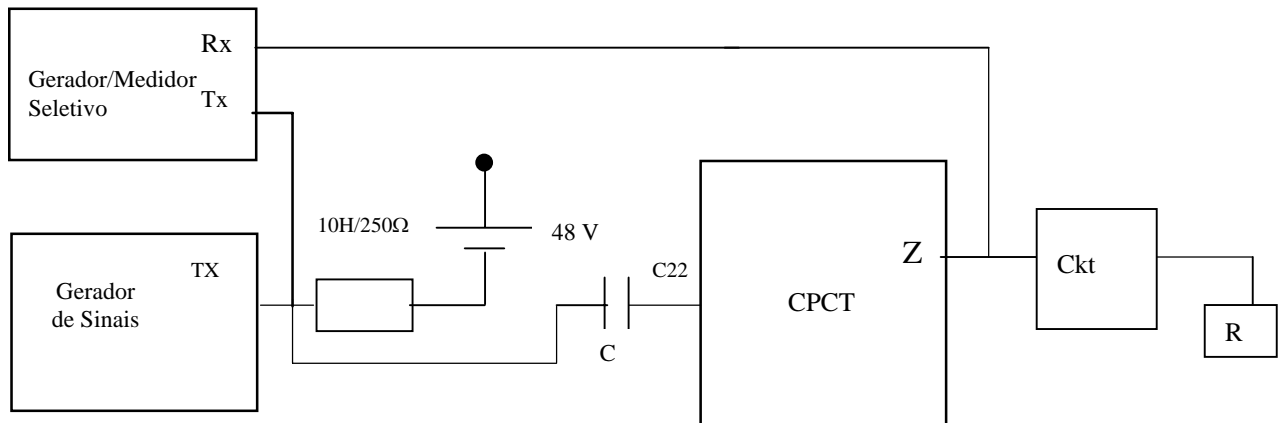 Rx
Gerador/Medidor
Seletivo
Tx
10H/250Ω
48 V
TX
Gerador
de Sinais
C22
C
CPCT
Z
Ckt
R